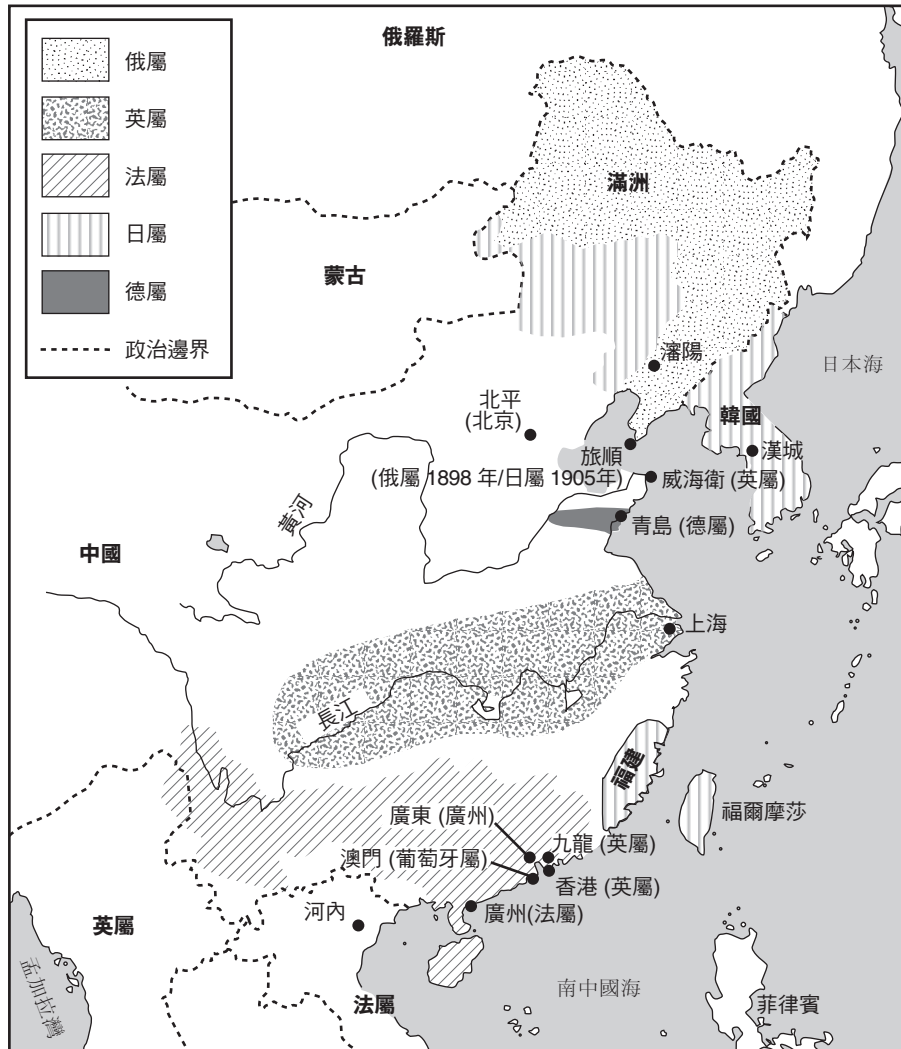 俄屬
英屬
法屬
日屬
德屬
政治邊界
俄羅斯
滿洲
蒙古
瀋陽
日本海
北平
(北京)
韓國
漢城
旅順
(俄屬 1898 年/日屬 1905年)
威海衛 (英屬)
青島 (德屬)
黃河
中國
上海
長江
福建
福爾摩莎
廣東 (廣州)
九龍 (英屬)
澳門 (葡萄牙屬)
香港 (英屬)
廣州(法屬)
河內
英屬
孟加拉灣
法屬
南中國海
菲律賓